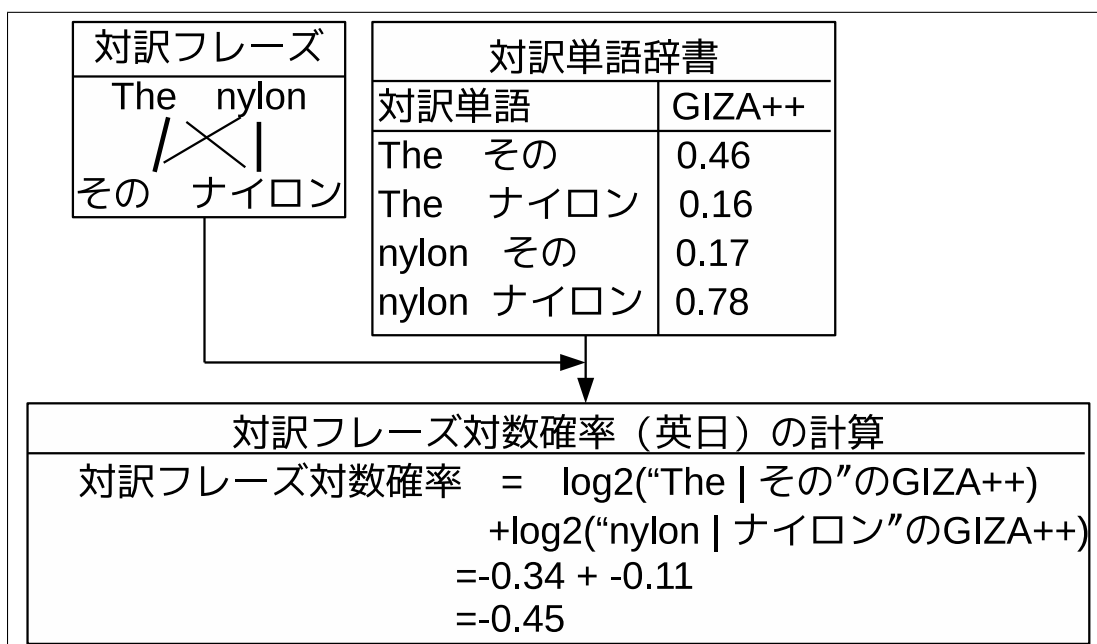 対訳フレーズ
The nylon
その ナイロン
対訳単語辞書
対訳単語 GIZA++
The その 0.46
The ナイロン 0.16
nylon その 0.17
nylon ナイロン 0.78
対訳フレーズ対数確率（英日）の計算
対訳フレーズ対数確率 = log2(“The | その”のGIZA++)
+log2(“nylon | ナイロン”のGIZA++)
=-0.34 + -0.11
=-0.45